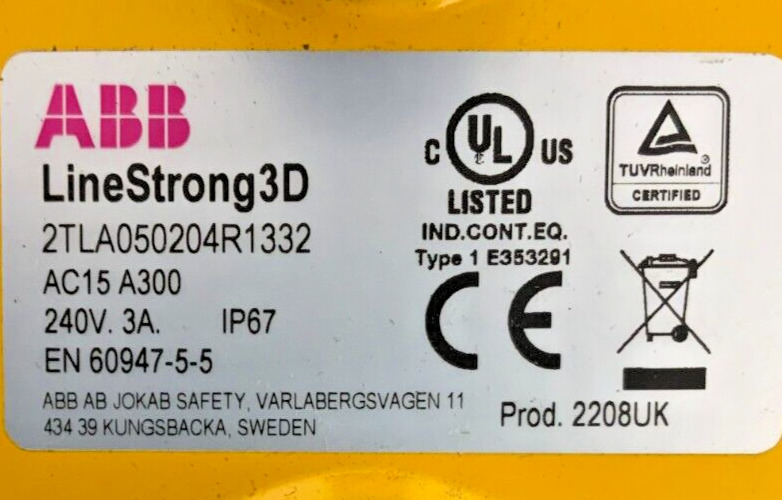 ABB
LineStrong3D
2TLA050204R1332
AC15 A300
240V. 3A. IP67
EN 60947-5-5
ABB AB JOKAB SAFETY, VARLABERGSVAGEN 11
434 39 KUNGSBACKA, SWEDEN
C UL US
LISTED
IND.CONT.EQ.
Type 1 E353291
CE
TUVRheinland
CERTIFIED
Prod. 2208UK